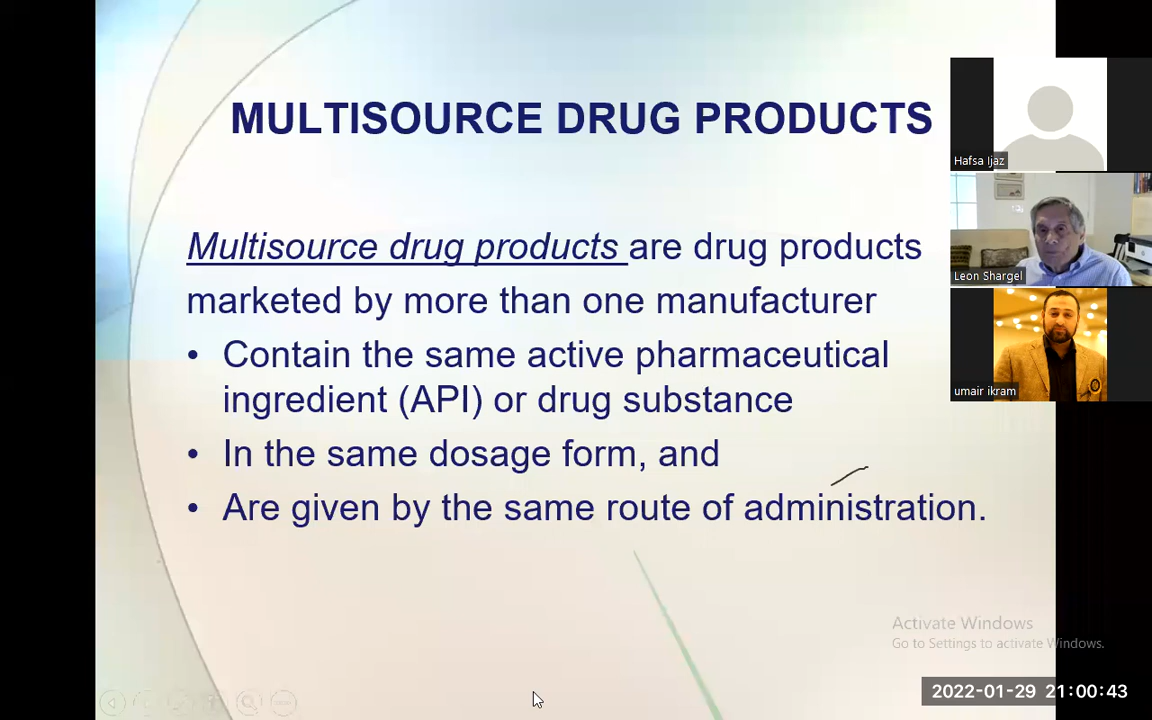 MULTISOURCE DRUG PRODUCTS
Hafsa Ijaz
Multisource drug products are drug products
marketed by more than one manufacturer
Leon Shargel
• Contain the same active pharmaceutical
ingredient (API) or drug substance
umair ikram
• In the same dosage form, and
• Are given by the same route of administration.
Activate Windows
Go to Settings to activate Windows.
2022-01-29 21:00:43